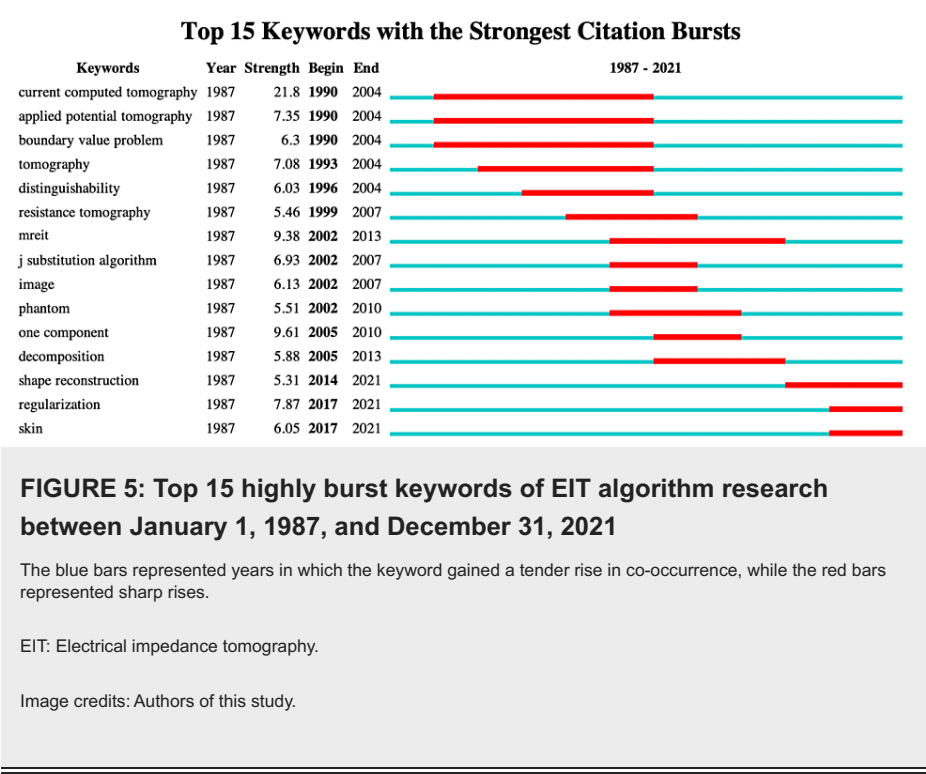 Top 15 Keywords with the Strongest Citation Bursts
Keywords Year Strength Begin End 1987 - 2021
current computed tomography 1987 21.8 1990 2004
applied potential tomography 1987 7.35 1990 2004
boundary value problem 1987 6.3 1990 2004
tomography 1987 7.08 1993 2004
distinguishability 1987 6.03 1996 2004
resistance tomography 1987 5.46 1999 2007
mreit 1987 9.38 2002 2013
j substitution algorithm 1987 6.93 2002 2007
image 1987 6.13 2002 2007
phantom 1987 5.51 2002 2010
one component 1987 9.61 2005 2010
decomposition 1987 5.88 2005 2013
shape reconstruction 1987 5.31 2014 2021
regularization 1987 7.87 2017 2021
skin 1987 6.05 2017 2021
FIGURE 5: Top 15 highly burst keywords of EIT algorithm research
between January 1, 1987, and December 31, 2021
The blue bars represented years in which the keyword gained a tender rise in co-occurrence, while the red bars
represented sharp rises.
EIT: Electrical impedance tomography.
Image credits: Authors of this study.